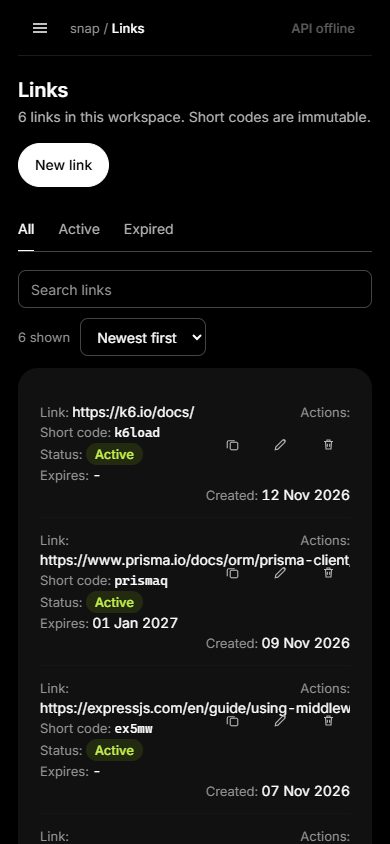 snap / Links
API offline
Links
6 links in this workspace. Short codes are immutable.
New link
All Active Expired
Search links
6 shown Newest first
Link: https://k6.io/docs/ Actions:
Short code: k6load
Status: Active
Expires: -
Created: 12 Nov 2026
Link: Actions:
https://www.prisma.io/docs/orm/prisma-client/
Short code: prismaq
Status: Active
Expires: 01 Jan 2027
Created: 09 Nov 2026
Link: Actions:
https://expressjs.com/en/guide/using-middlew
Short code: ex5mw
Status: Active
Expires: -
Created: 07 Nov 2026
Link: Actions: